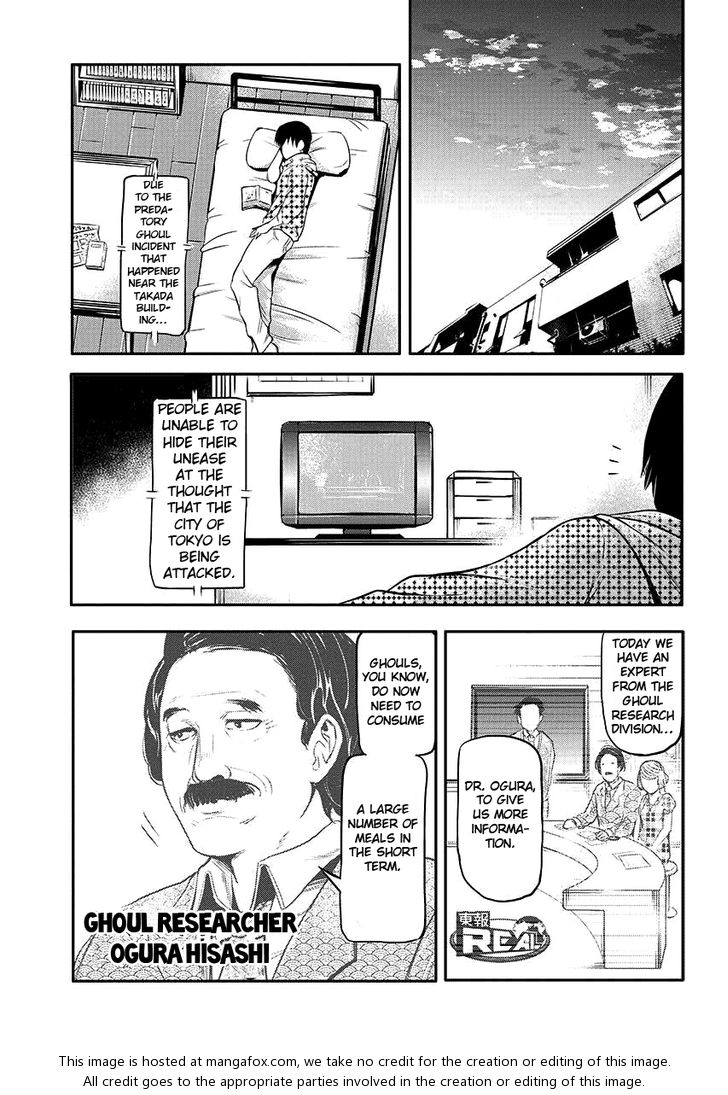 DUE
TO THE
PREDA-
TORY
GHOUL
INCIDENT
THAT
HAPPENED
NEAR THE
TAKADA
BUILD-
ING...
PEOPLE ARE
UNABLE TO
HIDE THEIR
UNEASE
AT THE
THOUGHT
THAT THE
CITY OF
TOKYO IS
BEING
ATTACKED.
GHOULS,
YOU KNOW,
DO NOW
NEED TO
CONSUME
A LARGE
NUMBER OF
MEALS IN
THE SHORT
TERM.
GHOUL RESEARCHER
OGURA HISASHI
TODAY WE
HAVE AN
EXPERT
FROM THE
GHOUL
RESEARCH
DIVISION...
DR. OGURA,
TO GIVE
US MORE
INFORMA-
TION.
東報
REAL
This image is hosted at mangafox.com, we take no credit for the creation or editing of this image.
All credit goes to the appropriate parties involved in the creation or editing of this image.